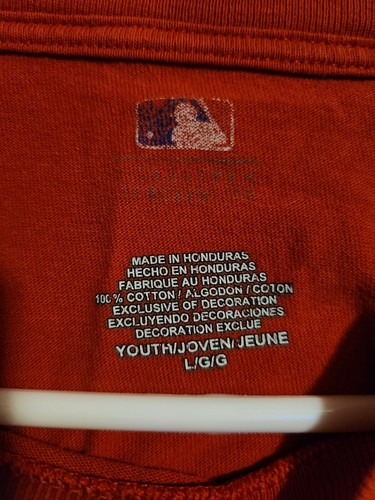 MADE IN HONDURAS
HECHO EN HONDURAS
FABRIQUE AU HONDURAS
100% COTTON / ALGODON / COTON
EXCLUSIVE OF DECORATION
EXCLUYENDO DECORACIONES
DECORATION EXCLUE
YOUTH/JOVEN/JEUNE
L/G/G